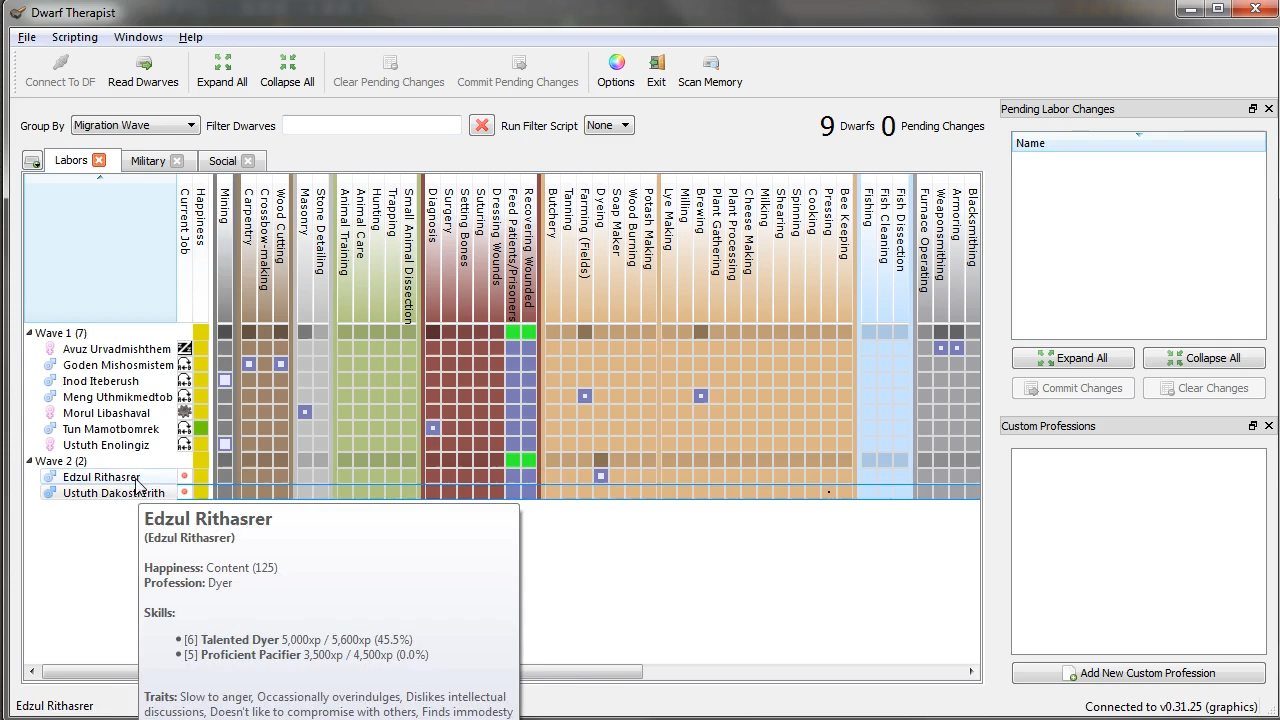 Dwarf Therapist
File Scripting Windows Help
Connect To DF Read Dwarves Expand All Collapse All Clear Pending Changes Commit Pending Changes Options Exit Scan Memory
Group By Migration Wave Filter Dwarves Run Filter Script None 9 Dwarfs 0 Pending Changes
Labors Military Social
Current Job
Happiness
Mining
Carpentry
Crossbow-making
Wood Cutting
Masonry
Stone Detailing
Animal Training
Animal Care
Hunting
Trapping
Small Animal Dissection
Diagnosis
Surgery
Setting Bones
Suturing
Dressing Wounds
Feed Patients/Prisoners
Recovering Wounded
Butchery
Tanning
Farming (Fields)
Dyeing
Soap Maker
Wood Burning
Potash Making
Lye Making
Milling
Brewing
Plant Gathering
Plant Processing
Cheese Making
Milking
Shearing
Spinning
Cooking
Pressing
Bee Keeping
Fishing
Fish Cleaning
Fish Dissection
Furnace Operating
Weaponsmithing
Armoring
Blacksmithing
Wave 1 (7)
Avuz Urvadmishthem
Goden Mishosmistem
Inod Iteberush
Meng Uthmikmedtob
Morul Libashaval
Tun Mamotbomrek
Ustuth Enolingiz
Wave 2 (2)
Edzul Rithasrer
Edzul Rithasrer
(Edzul Rithasrer)
Happiness: Content (125)
Profession: Dyer
Skills:
• [6] Talented Dyer 5,000xp / 5,600xp (45.5%)
• [5] Proficient Pacifier 3,500xp / 4,500xp (0.0%)
Traits: Slow to anger, Occassionally overindulges, Dislikes intellectual
discussions, Doesn't like to compromise with others, Finds immodesty
Pending Labor Changes
Name
Expand All Collapse All
Commit Changes Clear Changes
Custom Professions
Add New Custom Profession
Edzul Rithasrer
Connected to v0.31.25 (graphics)